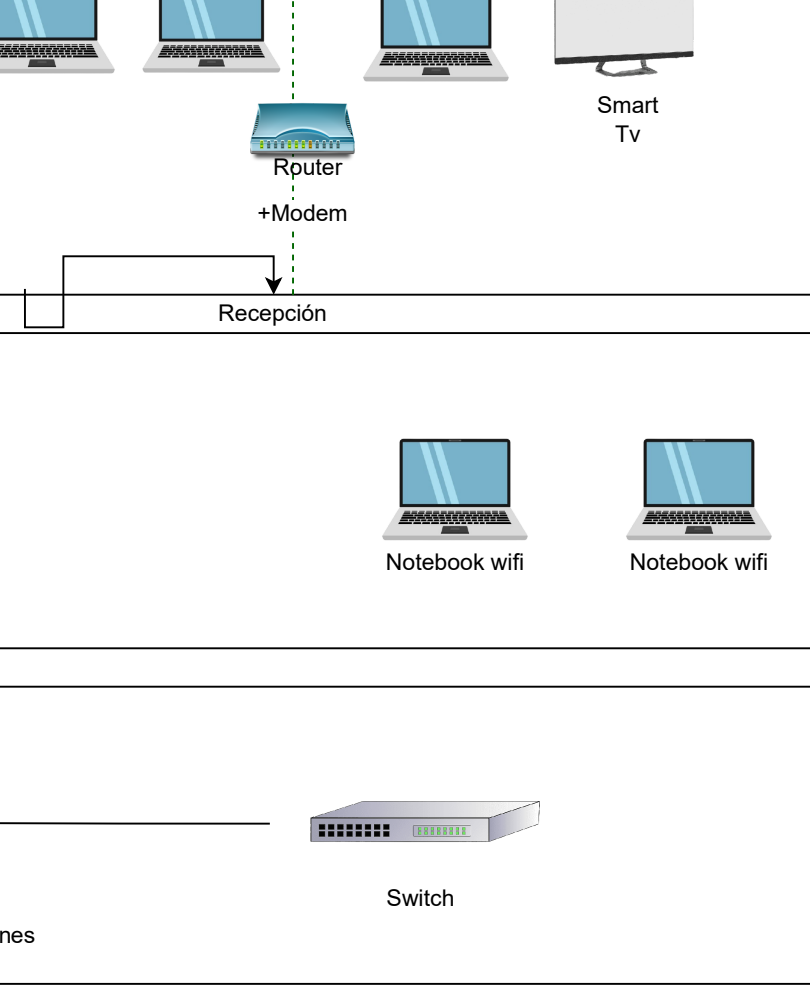 Smart
Tv
Router
+Modem
Recepción
Notebook wifi
Notebook wifi
Switch
nes